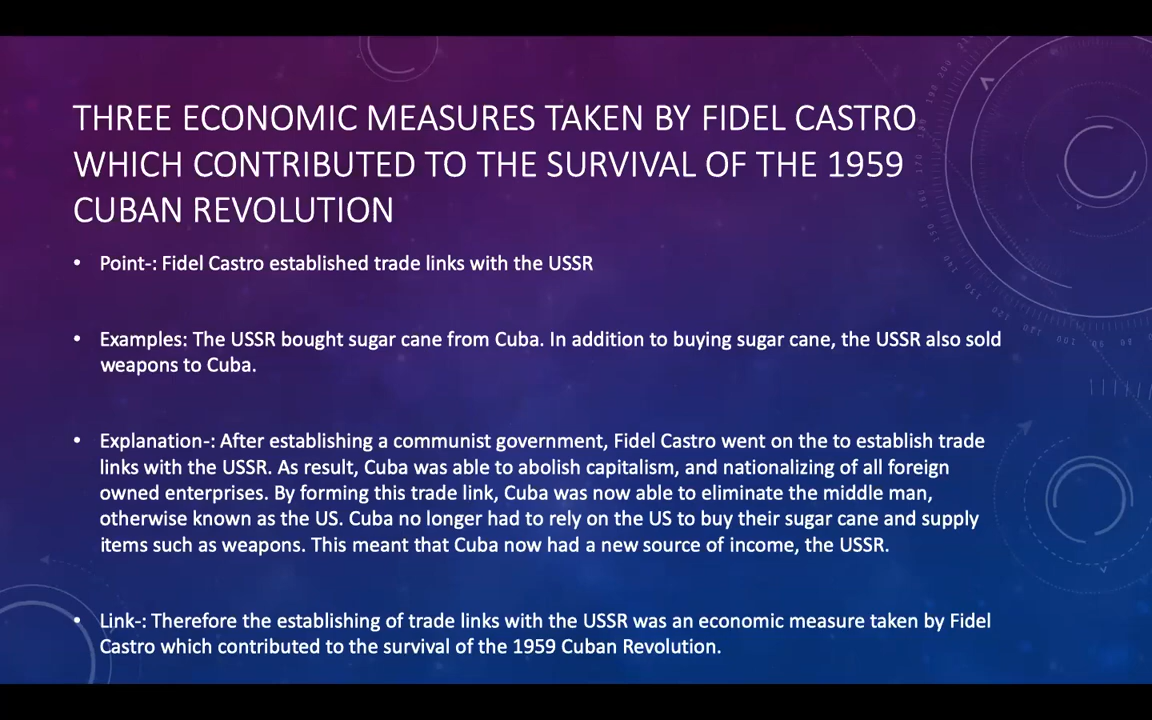 THREE ECONOMIC MEASURES TAKEN BY FIDEL CASTRO
WHICH CONTRIBUTED TO THE SURVIVAL OF THE 1959
CUBAN REVOLUTION
• Point-: Fidel Castro established trade links with the USSR
• Examples: The USSR bought sugar cane from Cuba. In addition to buying sugar cane, the USSR also sold
weapons to Cuba.
• Explanation-: After establishing a communist government, Fidel Castro went on the to establish trade
links with the USSR. As result, Cuba was able to abolish capitalism, and nationalizing of all foreign
owned enterprises. By forming this trade link, Cuba was now able to eliminate the middle man,
otherwise known as the US. Cuba no longer had to rely on the US to buy their sugar cane and supply
items such as weapons. This meant that Cuba now had a new source of income, the USSR.
• Link-: Therefore the establishing of trade links with the USSR was an economic measure taken by Fidel
Castro which contributed to the survival of the 1959 Cuban Revolution.